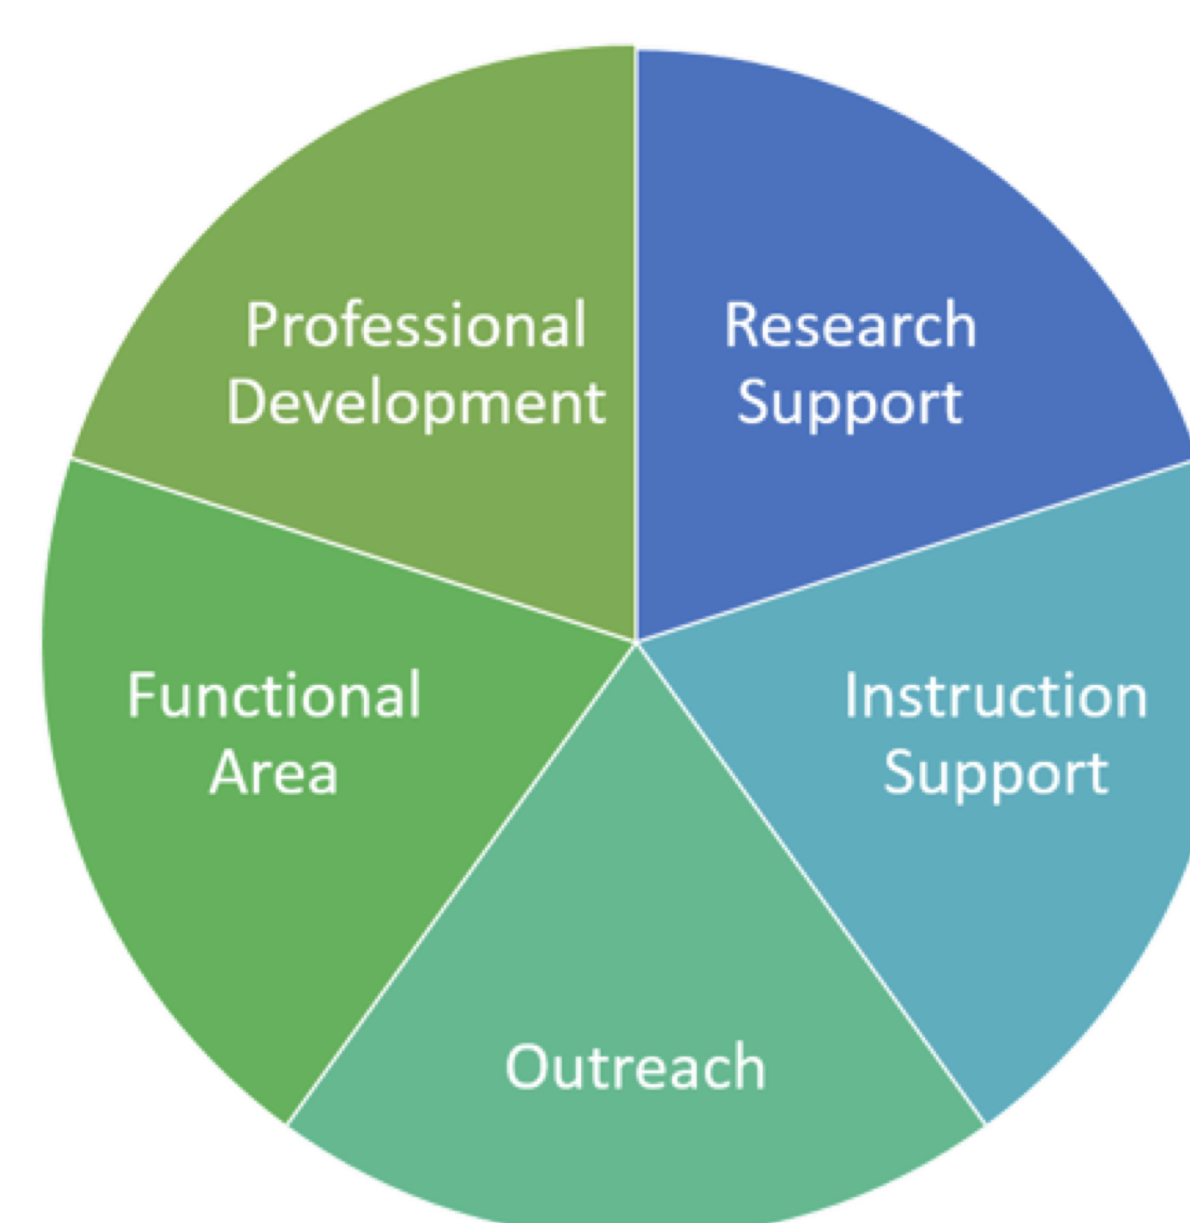 Professional
Development
Research
Support
Functional
Area
Instruction
Support
Outreach